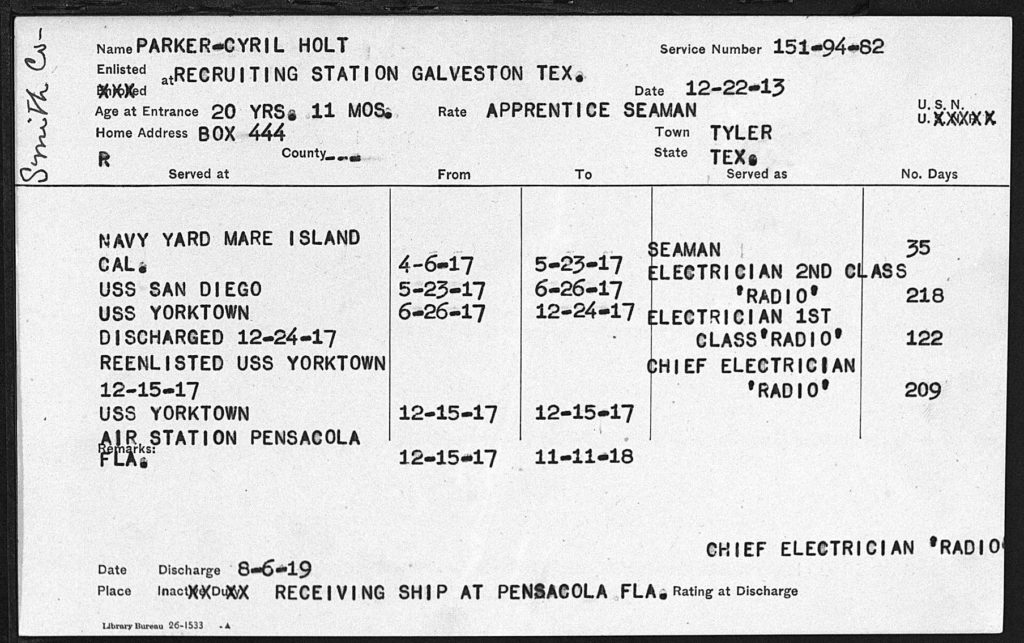 Smith Co-
Name PARKER-CYRIL HOLT Service Number 151-94-82
Enlisted at RECRUITING STATION GALVESTON TEX. Date 12-22-13
Age at Entrance 20 YRS. 11 MOS. Rate APPRENTICE SEAMAN U. S. N.
Home Address BOX 444 Town TYLER
R County --- State TEX.
Served at From To Served as No. Days
NAVY YARD MARE ISLAND SEAMAN 35
CAL. 4-6-17 5-23-17 ELECTRICIAN 2ND CLASS
USS SAN DIEGO 5-23-17 6-26-17 "RADIO" 218
USS YORKTOWN 6-26-17 12-24-17 ELECTRICIAN 1ST
DISCHARGED 12-24-17 CLASS "RADIO" 122
REENLISTED USS YORKTOWN CHIEF ELECTRICIAN
12-15-17 "RADIO" 209
USS YORKTOWN 12-15-17 12-15-17
AIR STATION PENSACOLA
Remarks:
FLA. 12-15-17 11-11-18
CHIEF ELECTRICIAN "RADIO
Date Discharge 8-6-19
Place RECEIVING SHIP AT PENSACOLA FLA. Rating at Discharge
Library Bureau 26-1533 -A